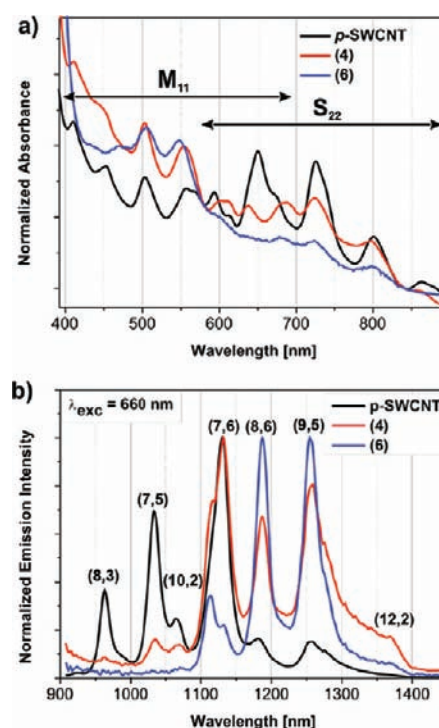 a)
p-SWCNT
(4)
(6)
M11
S22
Normalized Absorbance
400 500 600 700 800
Wavelength [nm]
b)
λexc = 660 nm
(7,6)
p-SWCNT
(4)
(6)
(8,6)
(9,5)
(7,5)
(8,3)
(10,2)
(12,2)
Normalized Emission Intensity
900 1000 1100 1200 1300 1400
Wavelength [nm]